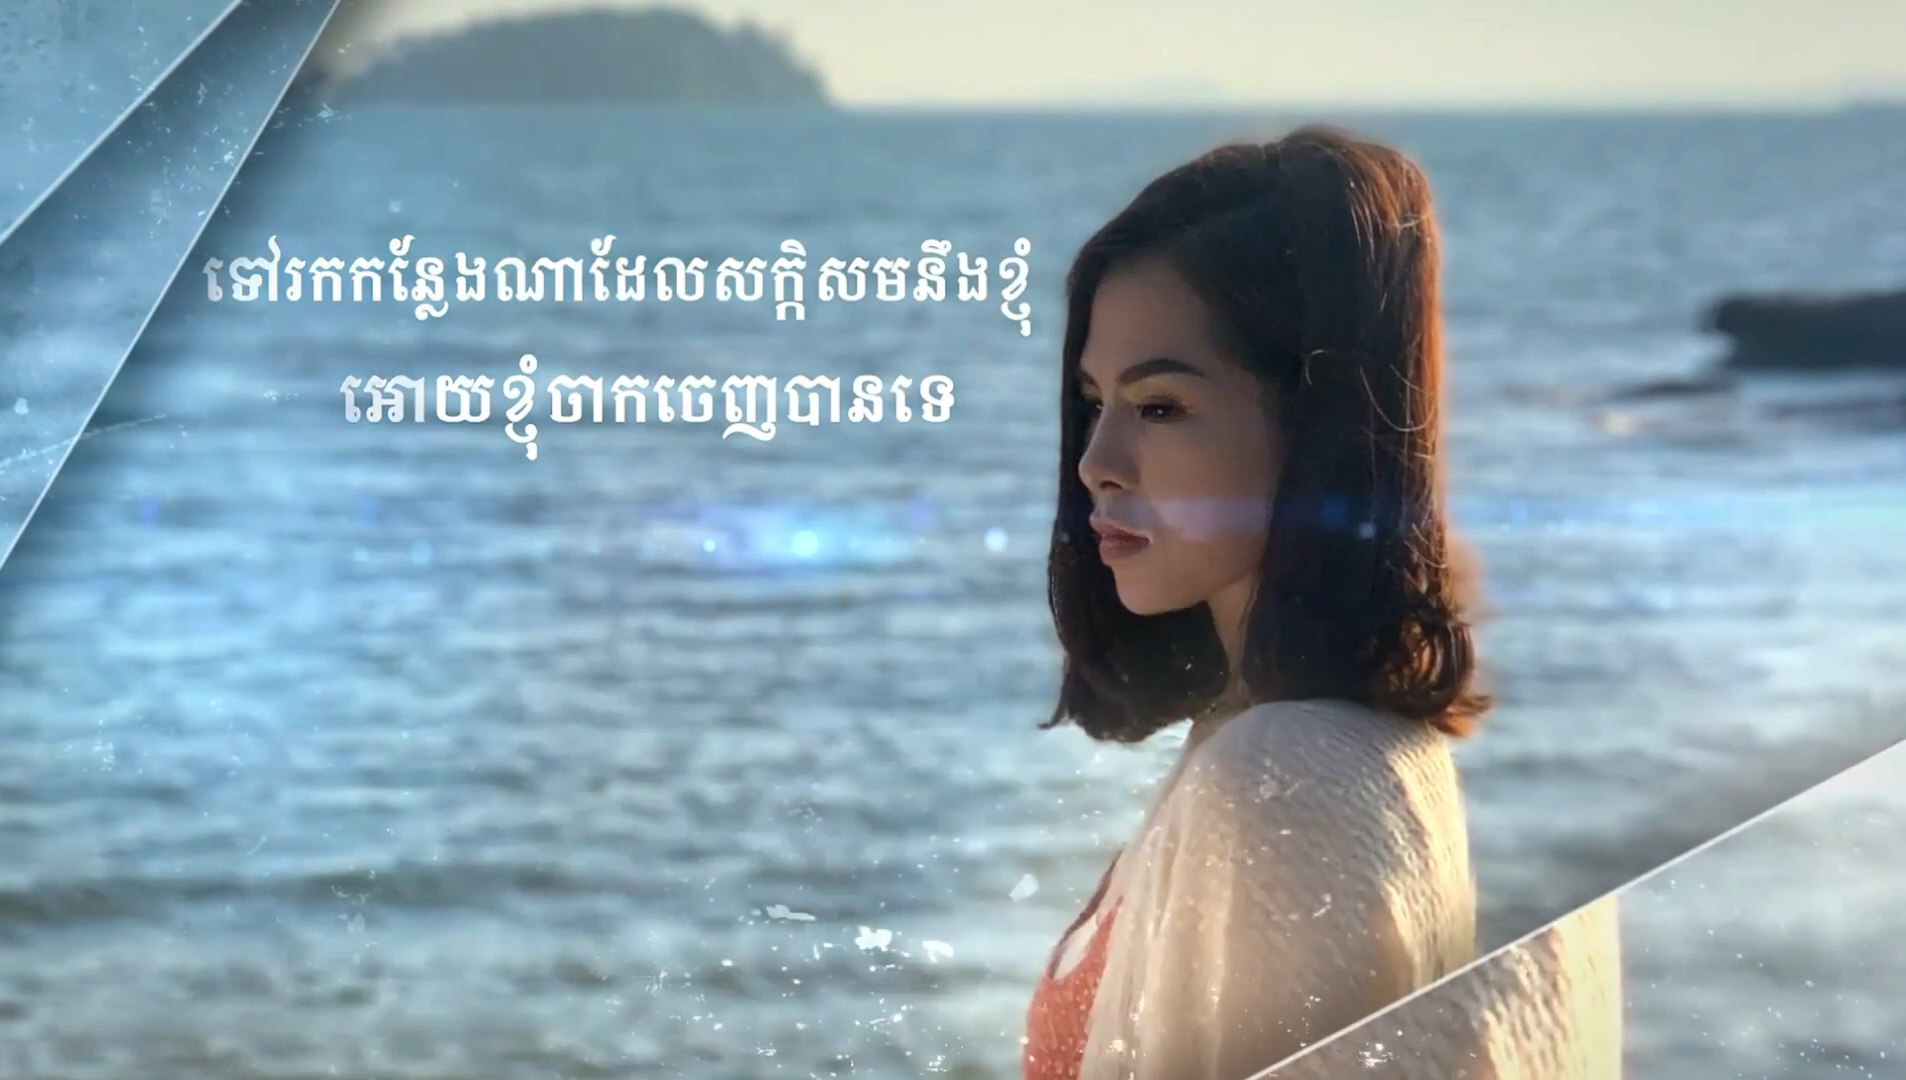 ទៅរកកន្លែងណាដែលសក្កិសមនឹងខ្ញុំ
អោយខ្ញុំចាកចេញបានទេ